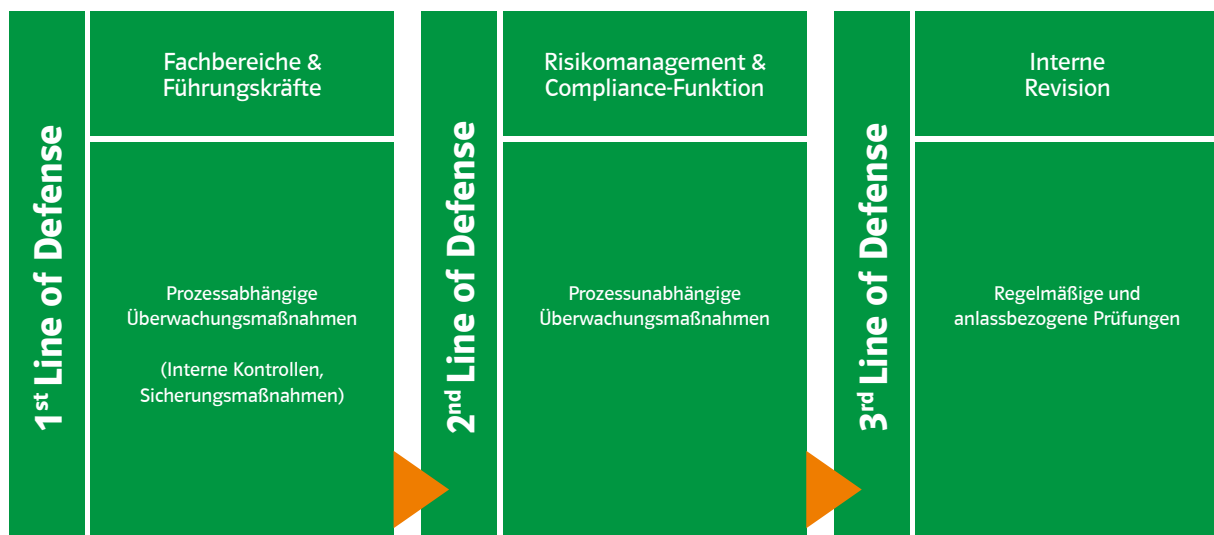 1st Line of Defense
Fachbereiche &
Führungskräfte
Prozessabhängige
Überwachungsmaßnahmen
(Interne Kontrollen,
Sicherungsmaßnahmen)
2nd Line of Defense
Risikomanagement &
Compliance-Funktion
Prozessunabhängige
Überwachungsmaßnahmen
3rd Line of Defense
Interne
Revision
Regelmäßige und
anlassbezogene Prüfungen